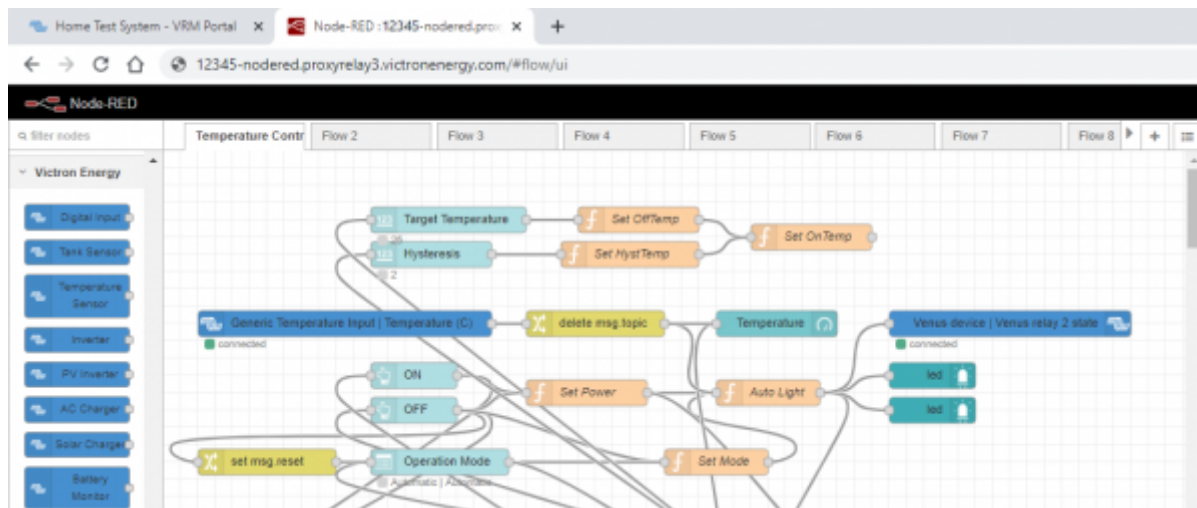 Home Test System - VRM Portal
Node-RED : 12345-nodered.prox
12345-nodered.proxyrelay3.victronenergy.com/#flow/ui
Node-RED
filter nodes
Temperature Contr
Flow 2
Flow 3
Flow 4
Flow 5
Flow 6
Flow 7
Flow 8
Victron Energy
Digital input
Tank Sensor
Temperature
Sensor
Inverter
PV Inverter
AC Charger
Solar Charger
Battery
Monitor
123 Target Temperature
Set OffTemp
Set OnTemp
123 Hysteresis
2
Set HystTemp
Generic Temperature Input | Temperature (C)
connected
delete msg.topic
Temperature
Venus device | Venus relay 2 state
connected
ON
Set Power
Auto Light
led
OFF
led
set msg.reset
Operation Mode
Automatic | Automatic
Set Mode